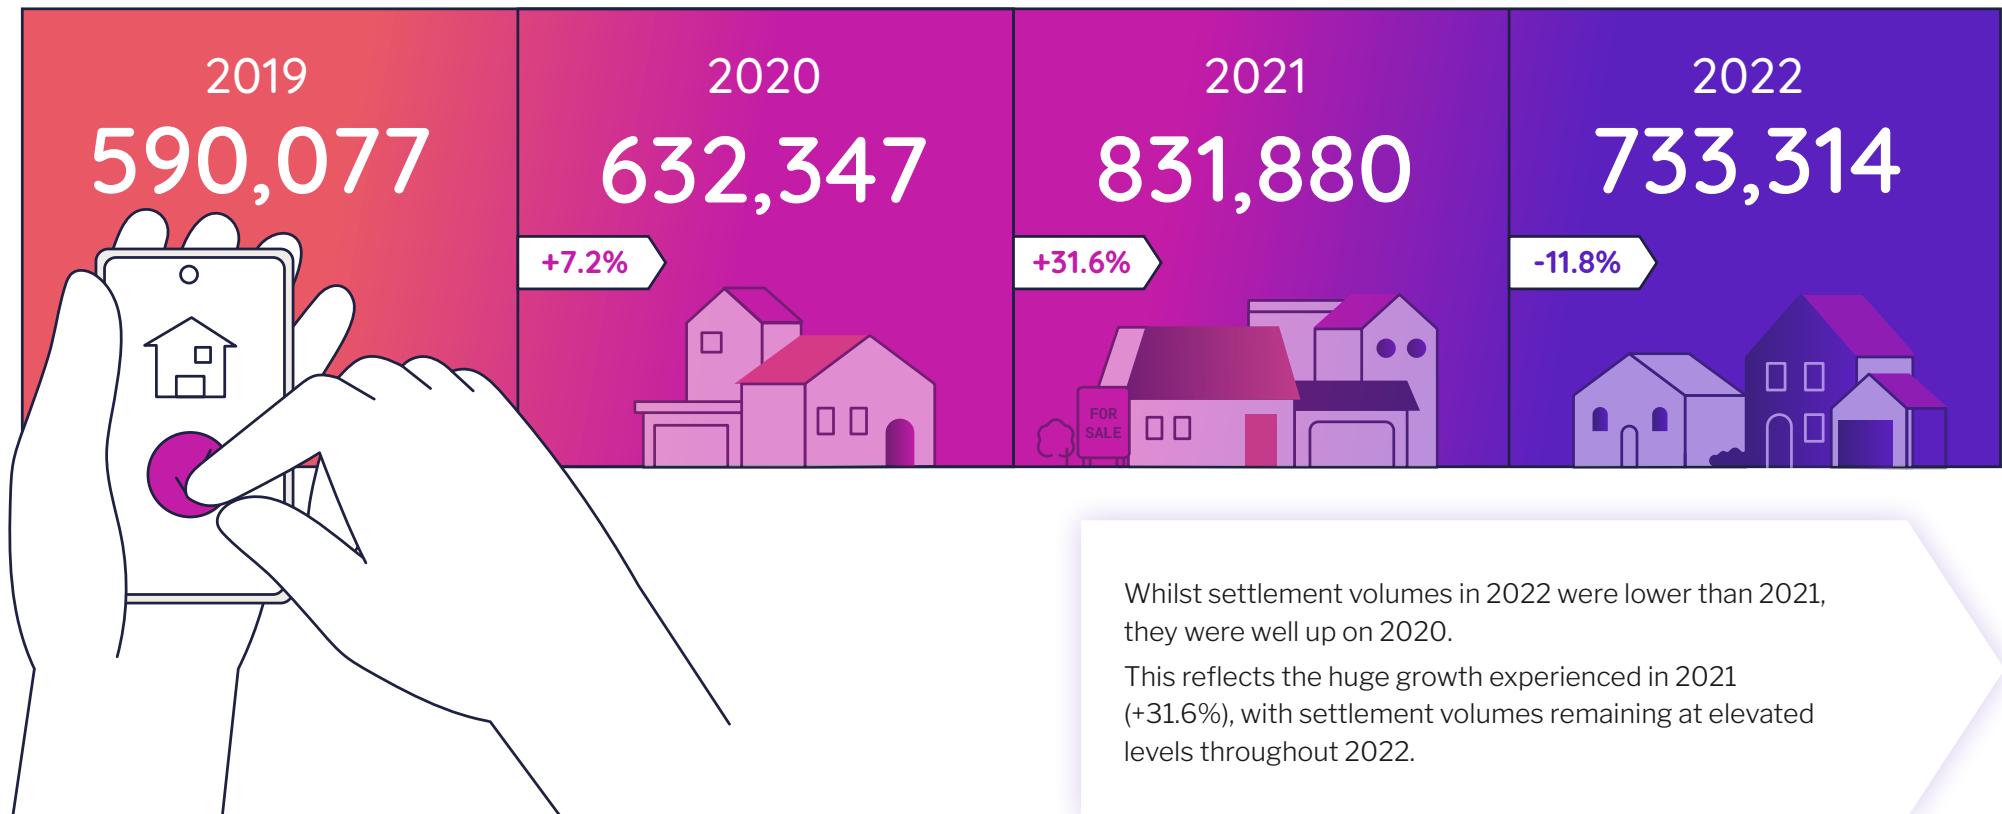 2019
590,077
2020
632,347
+7.2%
2021
831,880
+31.6%
FOR
SALE
2022
733,314
-11.8%
Whilst settlement volumes in 2022 were lower than 2021,
they were well up on 2020.
This reflects the huge growth experienced in 2021
(+31.6%), with settlement volumes remaining at elevated
levels throughout 2022.